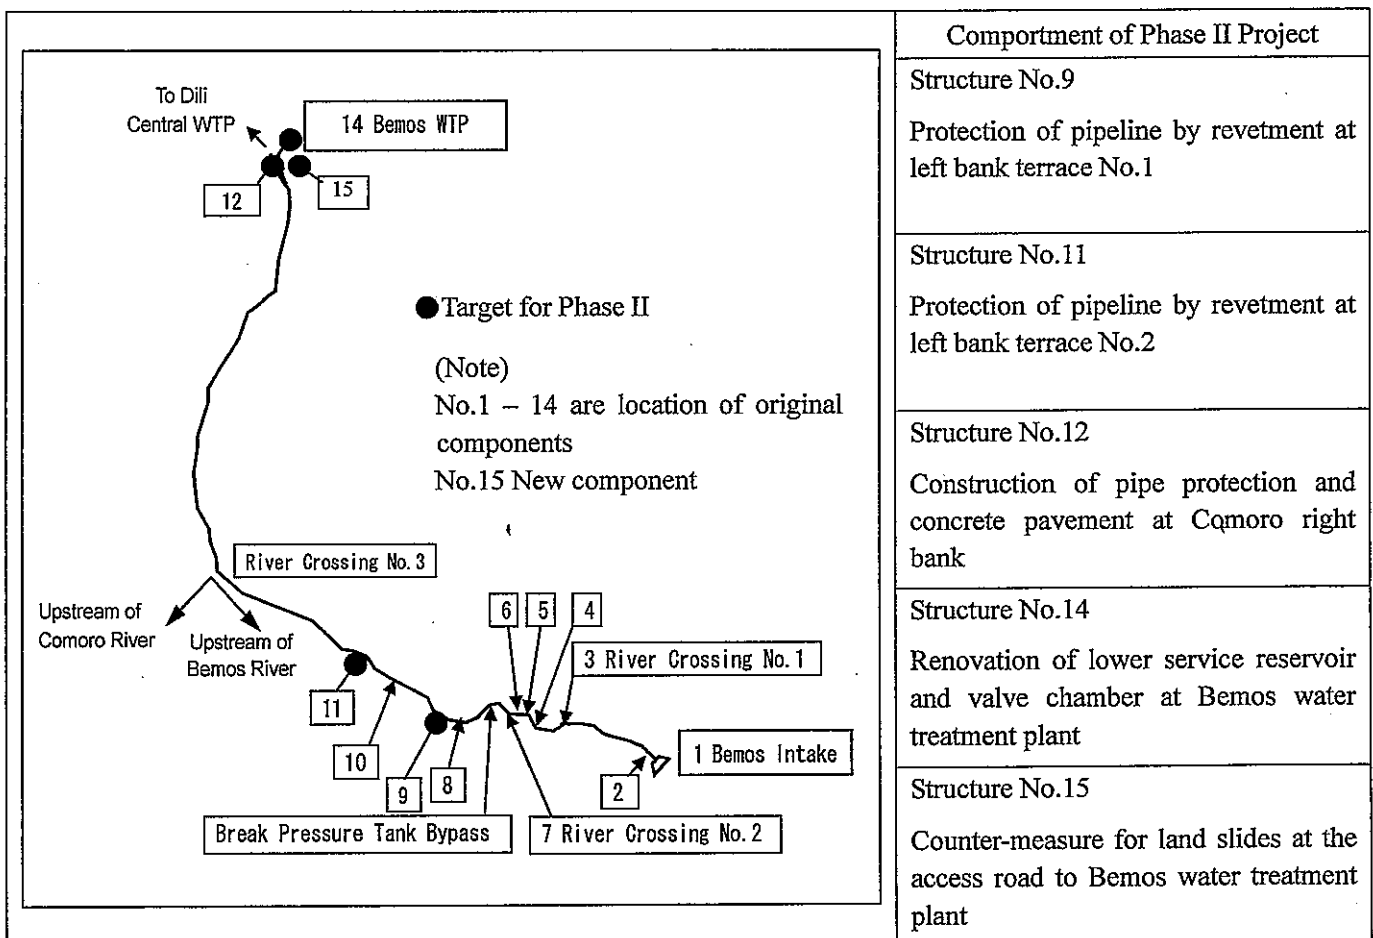 To Dili
Central WTP
14 Bemos WTP
12
15
Target for Phase II
(Note)
No.1 – 14 are location of original
components
No.15 New component
River Crossing No.3
Upstream of
Comoro River
Upstream of
Bemos River
6
5
4
3 River Crossing No.1
11
10
9
8
2
1 Bemos Intake
Break Pressure Tank Bypass
7 River Crossing No.2
Comportment of Phase II Project
Structure No.9
Protection of pipeline by revetment at
left bank terrace No.1
Structure No.11
Protection of pipeline by revetment at
left bank terrace No.2
Structure No.12
Construction of pipe protection and
concrete pavement at Comoro right
bank
Structure No.14
Renovation of lower service reservoir
and valve chamber at Bemos water
treatment plant
Structure No.15
Counter-measure for land slides at the
access road to Bemos water treatment
plant